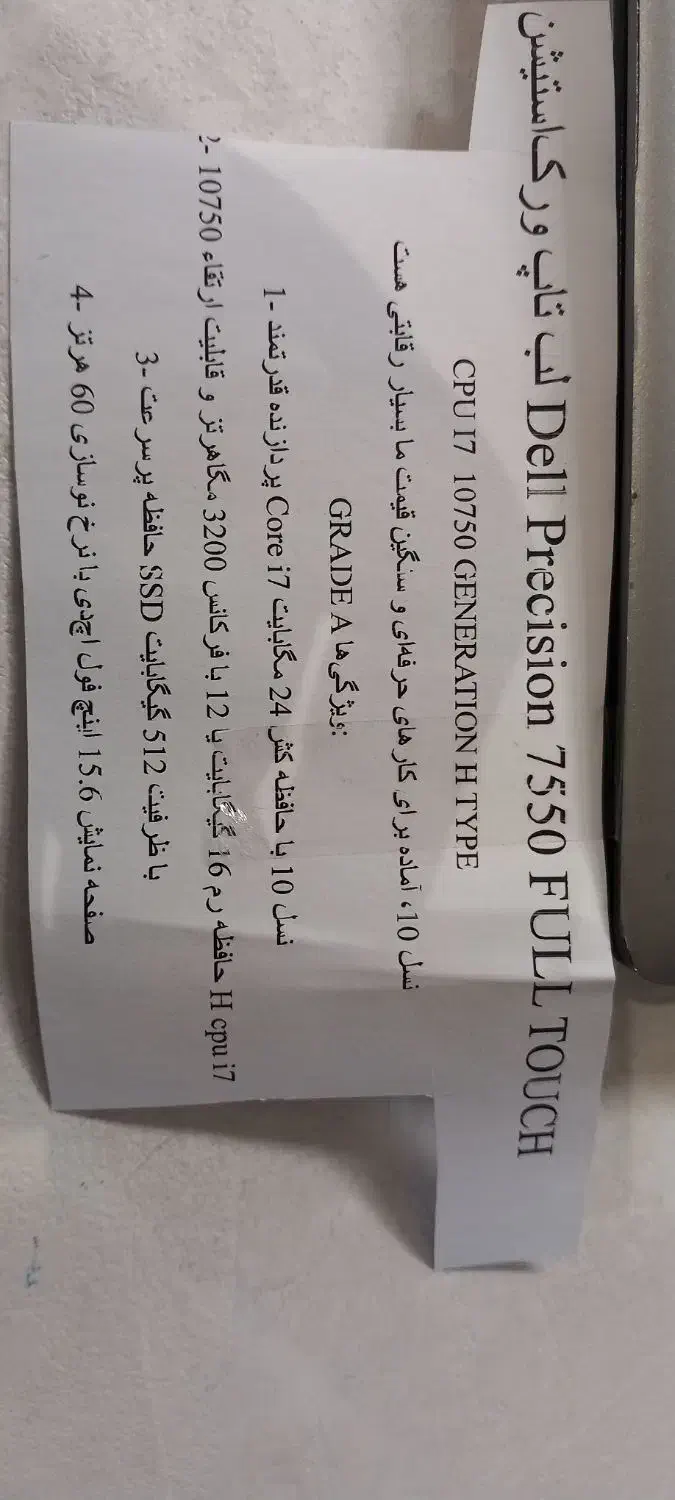 لب تاپ ورک‌استیشن Dell Precision 7550 FULL TOUCH
CPU I7 10750 GENERATION H TYPE
نسل 10، آماده برای کارهای حرفه‌ای و سنگین قیمت ما بسیار رقابتی هست
GRADE A ویژگی‌ها:
1- پردازنده قدرتمند Core i7 نسل 10 با حافظه کش 24 مگابایت
2- حافظه رم 16 گیگابایت یا 12 با فرکانس 3200 مگاهرتز و قابلیت ارتقاء 10750 H cpu i7
3- حافظه پرسرعت SSD با ظرفیت 512 گیگابایت
4- صفحه نمایش 15.6 اینچ فول اچ‌دی با نرخ نوسازی 60 هرتز